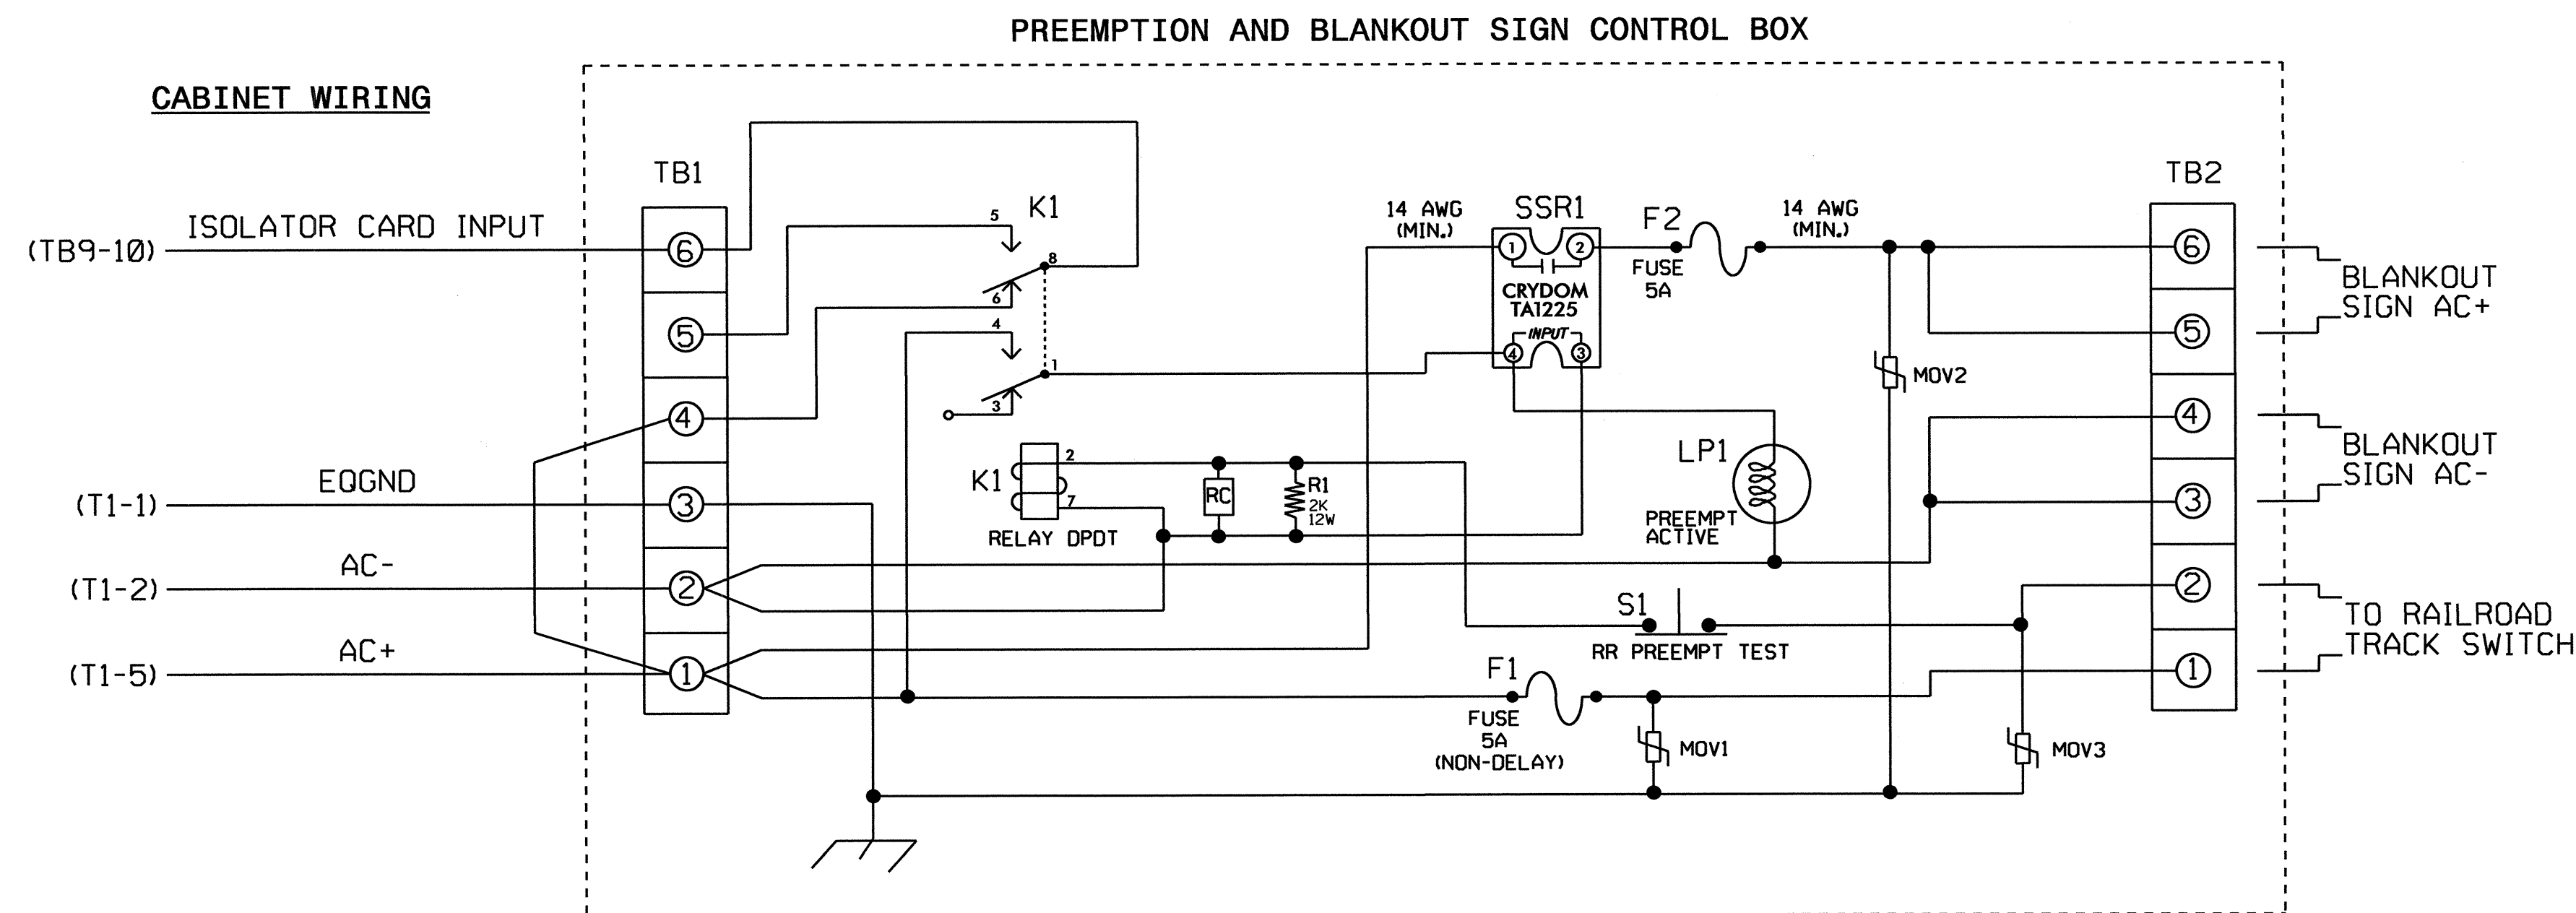 PREEMPTION AND BLANKOUT SIGN CONTROL BOX
CABINET WIRING
TB1
TB2
(TB9-10)
ISOLATOR CARD INPUT
6
5
4
3
2
1
EQGND
(T1-1)
AC-
(T1-2)
AC+
(T1-5)
K1
5
8
6
4
1
3
K1
2
7
RELAY DPDT
RC
R1
2K
12W
14 AWG
(MIN.)
SSR1
1
2
CRYDOM
TA1225
INPUT
4
3
F2
FUSE
5A
14 AWG
(MIN.)
MOV2
LP1
PREEMPT
ACTIVE
S1
RR PREEMPT TEST
F1
FUSE
5A
(NON-DELAY)
MOV1
MOV3
6
5
4
3
2
1
BLANKOUT
SIGN AC+
BLANKOUT
SIGN AC-
TO RAILROAD
TRACK SWITCH